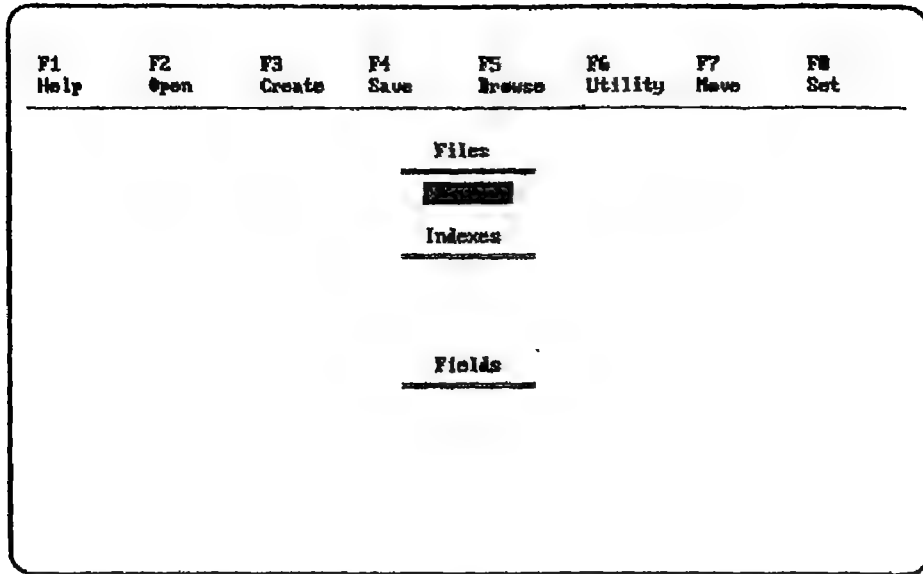 F1 F2 F3 F4 F5 F6 F7 F8
Help Open Create Save Browse Utility Move Set
Files
Indexes
Fields